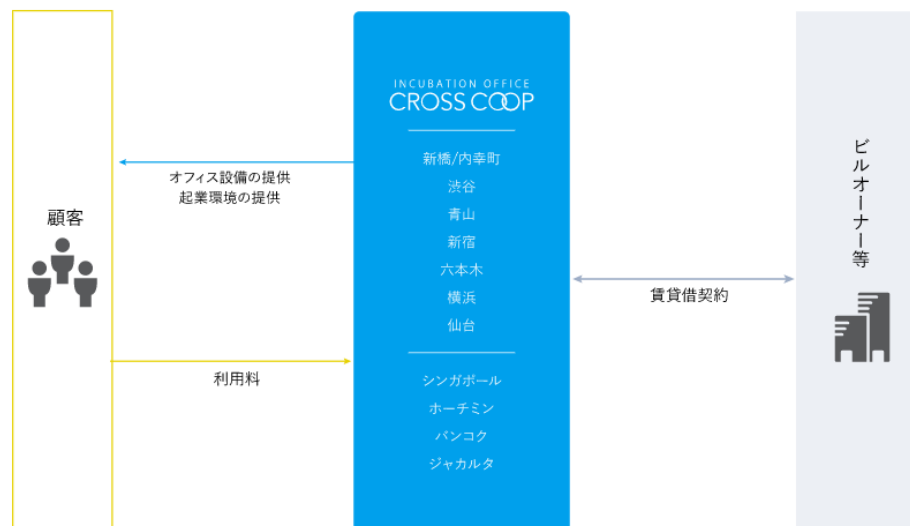 顧客
オフィス設備の提供
起業環境の提供
利用料
INCUBATION OFFICE
CROSS COOP
新橋/内幸町
渋谷
青山
新宿
六本木
横浜
仙台
シンガポール
ホーチミン
バンコク
ジャカルタ
賃貸借契約
ビルオーナー等